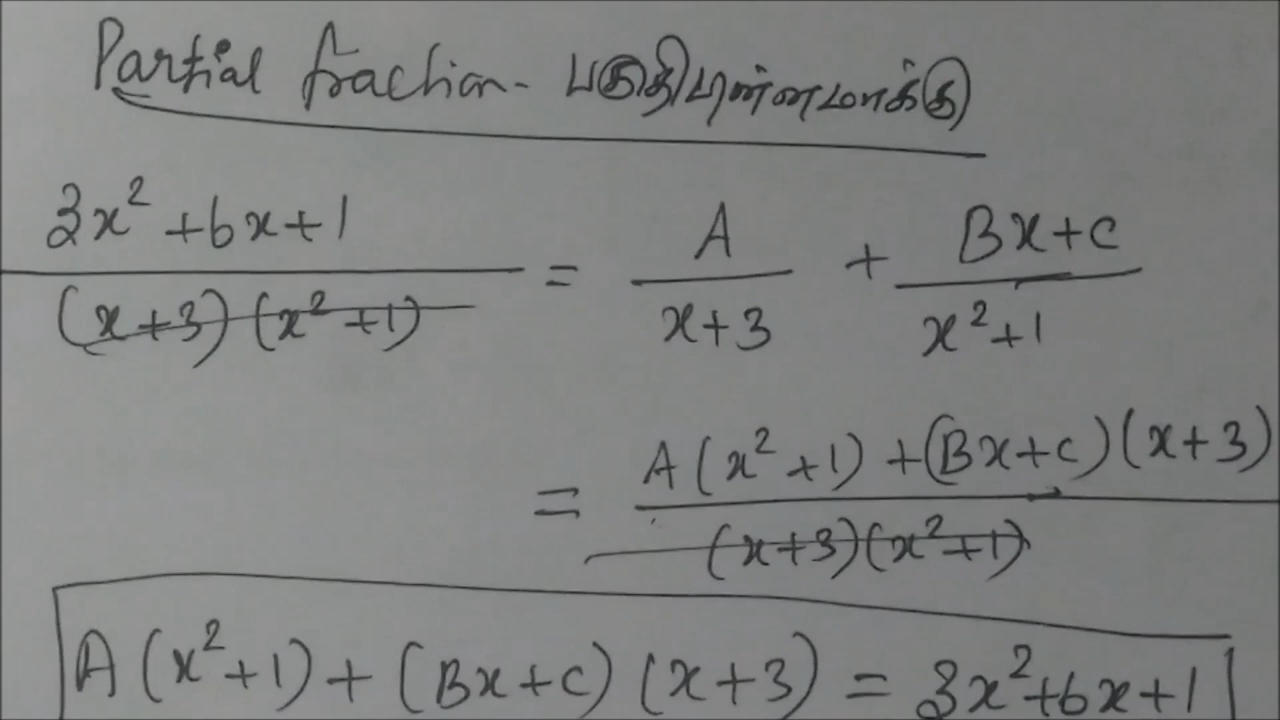 Partial fraction - பகுதிபின்னமாக்கு
3x² + 6x + 1 / (x+3)(x²+1) = A / x+3 + Bx+C / x²+1
= A(x²+1) + (Bx+C)(x+3) / (x+3)(x²+1)
A(x²+1) + (Bx+C)(x+3) = 3x²+6x+1